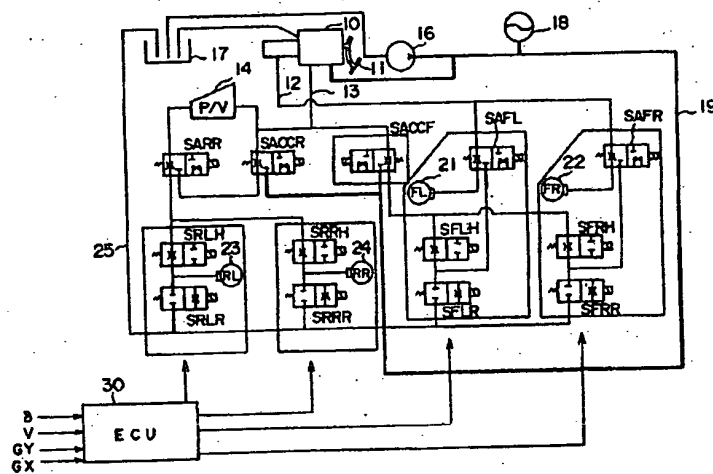 10
16
18
17
14
11
12
13
P/V
19
SACCF
SAFL
SAFR
SARR
SACCR
21
22
FL
FR
25
SRLH
23
SRRH
24
SFLH
SFRH
RL
RR
SRLR
SRRR
SFLR
SFRR
30
B
V
GY
GX
ECU